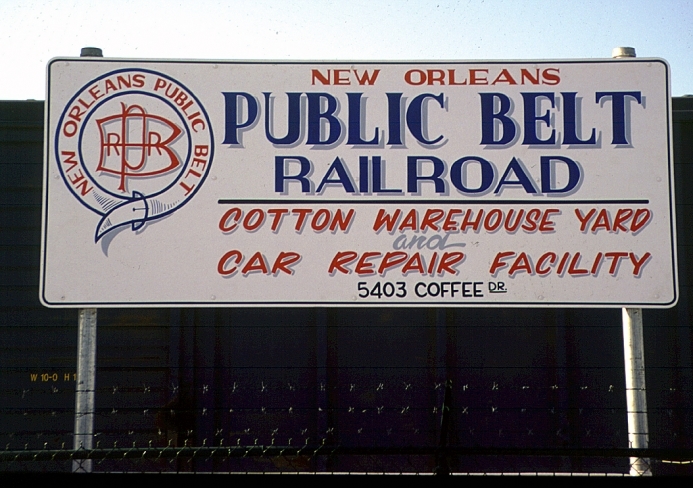 NEW ORLEANS PUBLIC BELT
PBRR
NEW ORLEANS
PUBLIC BELT
RAILROAD
COTTON WAREHOUSE YARD
and
CAR REPAIR FACILITY
5403 COFFEE DR.
W 10-0 H 1